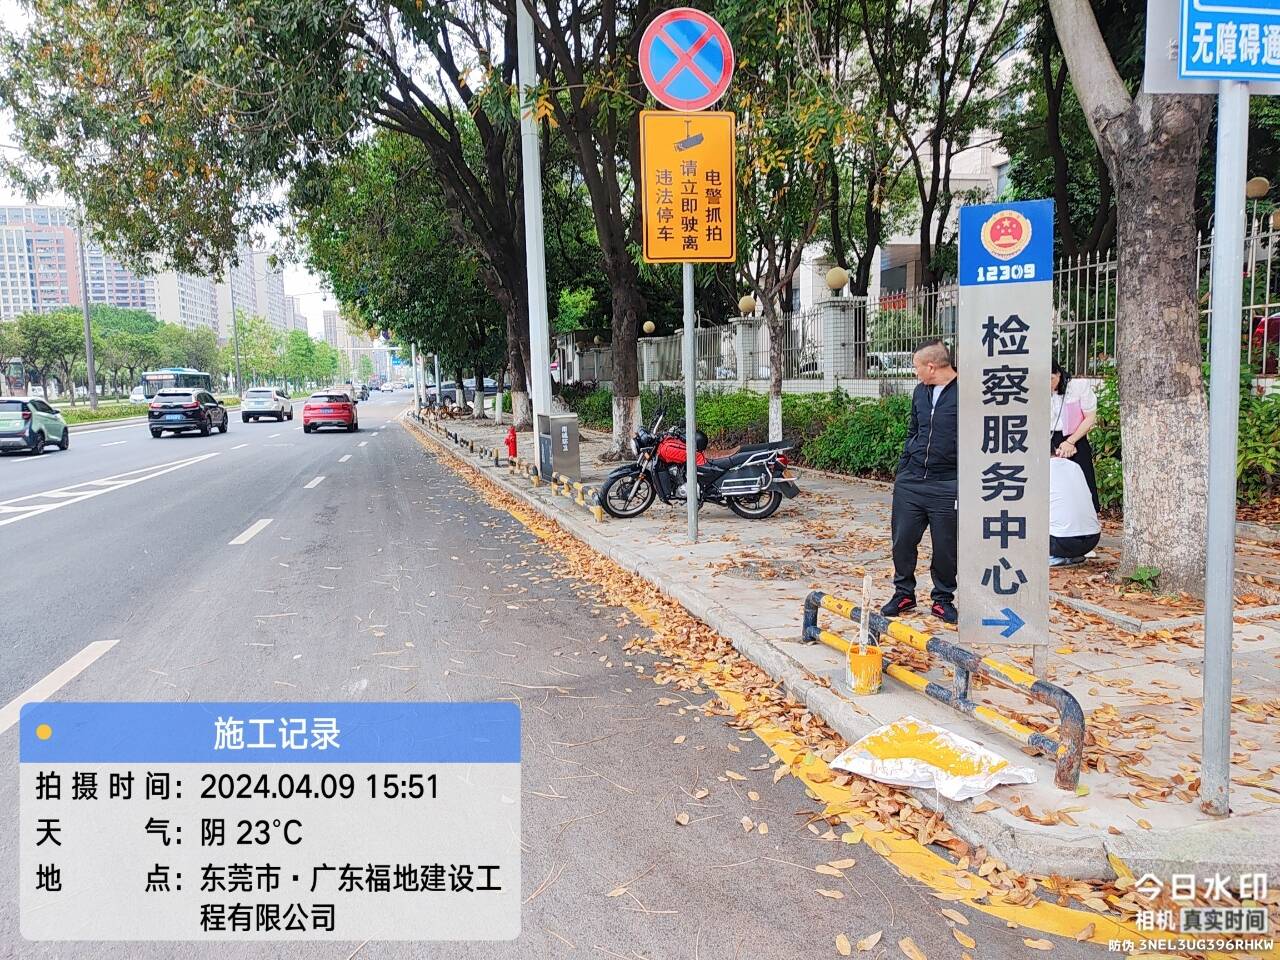 无障碍通
电警抓拍
请立即驶离
违法停车
12309
检察服务中心
施工记录
拍摄时间：2024.04.09 15:51
天气：阴 23°C
地点：东莞市·广东福地建设工
程有限公司
今日水印
相机 真实时间
防伪 3NEL3UG396RHKW